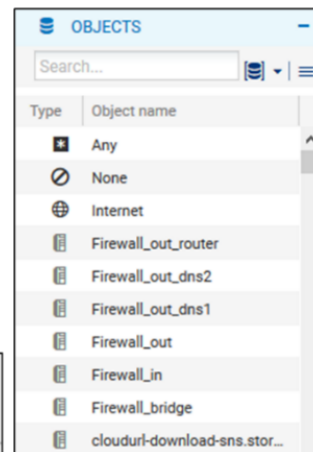 OBJECTS
Search...
Type Object name
Any
None
Internet
Firewall_out_router
Firewall_out_dns2
Firewall_out_dns1
Firewall_out
Firewall_in
Firewall_bridge
cloudurl-download-sns.stor...